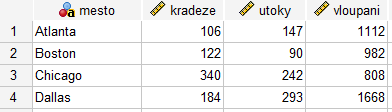 mesto kradeze utoky vloupani
1 Atlanta 106 147 1112
2 Boston 122 90 982
3 Chicago 340 242 808
4 Dallas 184 293 1668